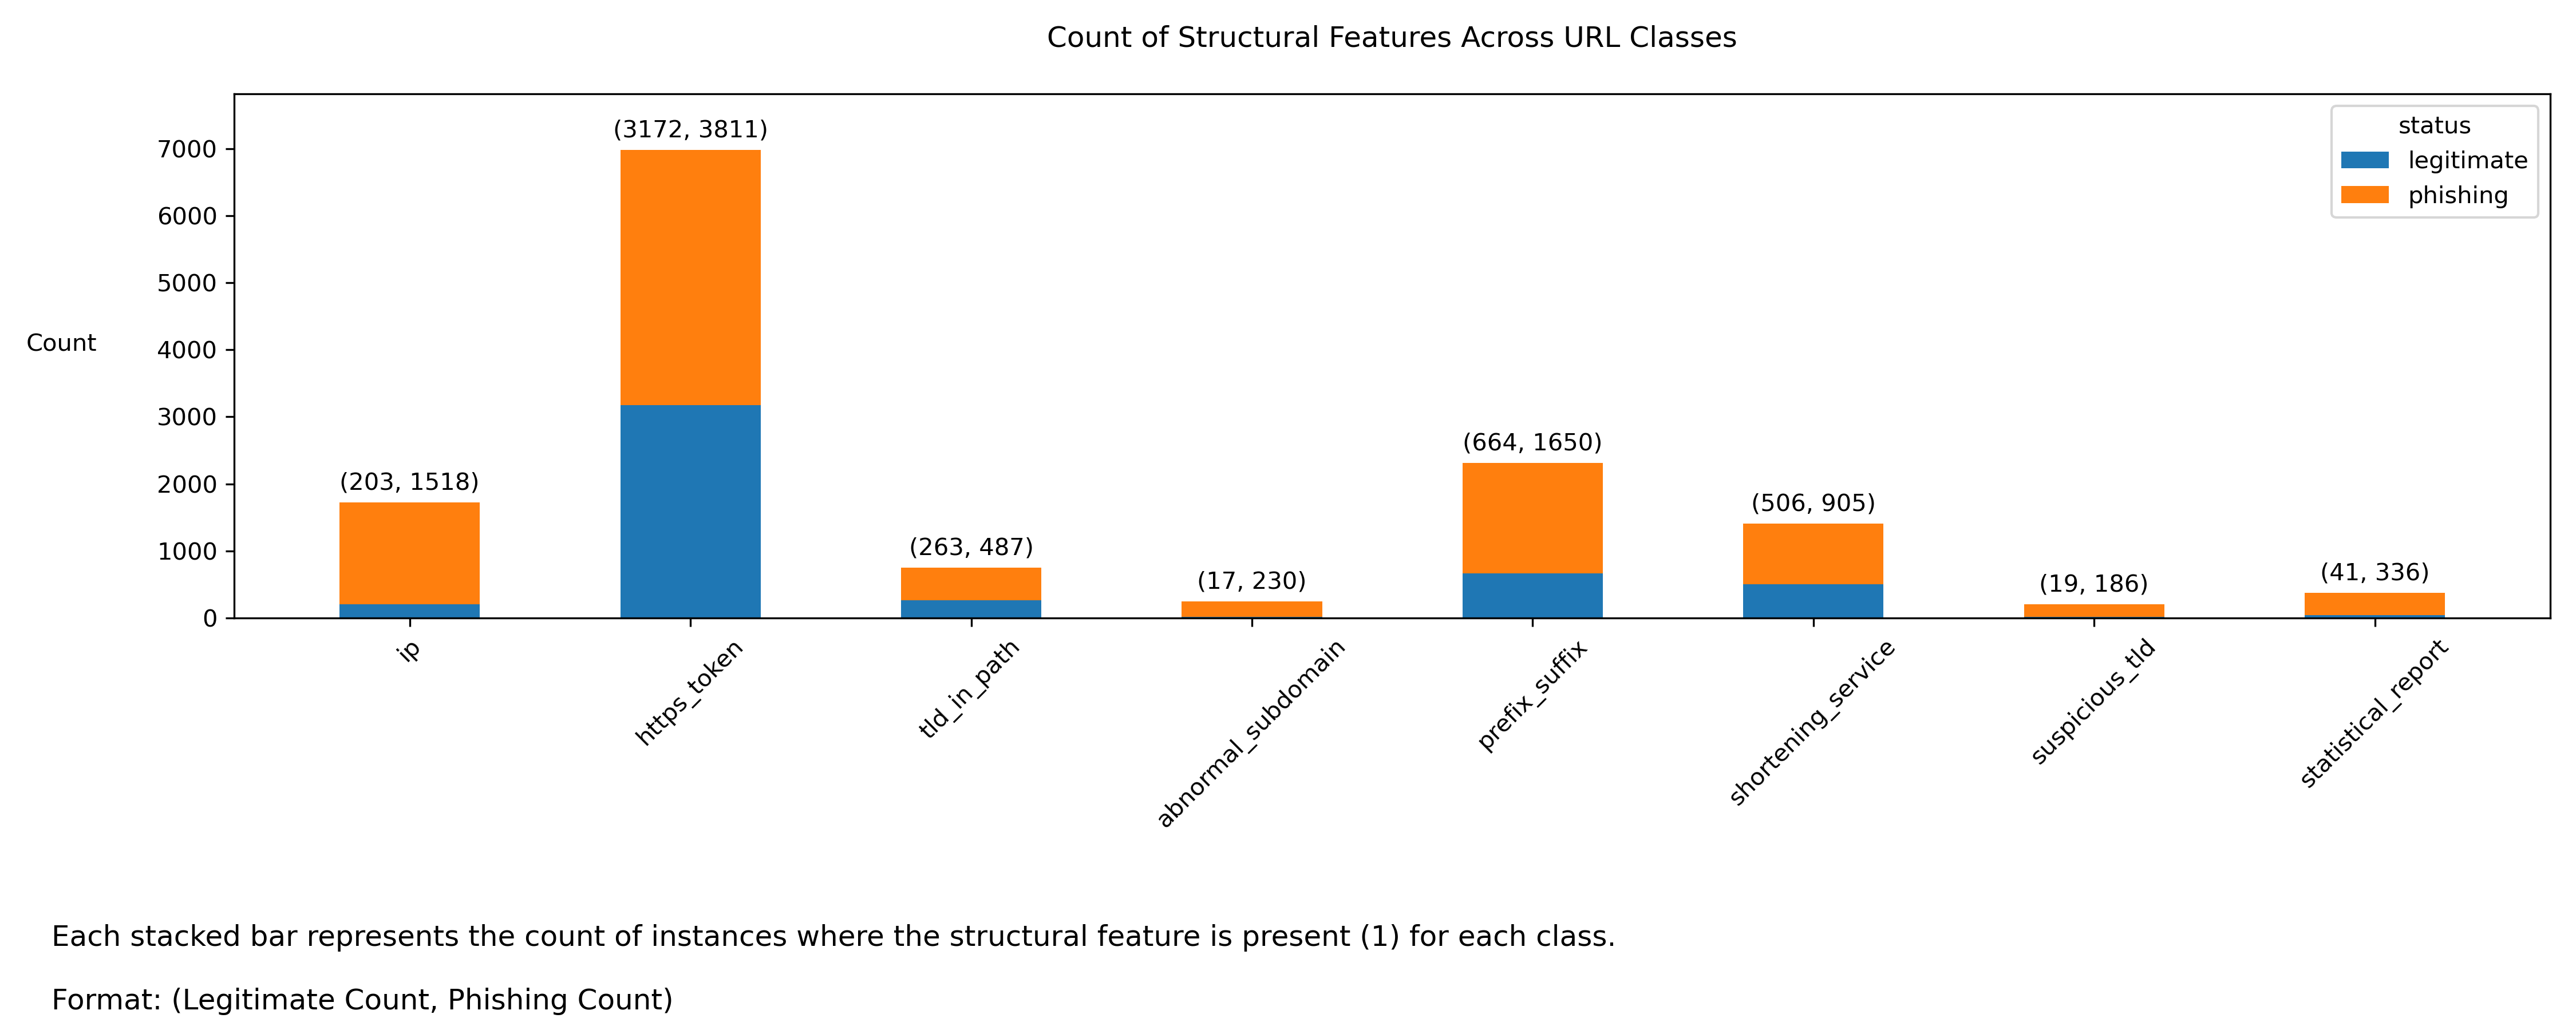 Count of Structural Features Across URL Classes
status
legitimate
phishing
Count
7000
6000
5000
4000
3000
2000
1000
0
(203, 1518)
(3172, 3811)
(263, 487)
(17, 230)
(664, 1650)
(506, 905)
(19, 186)
(41, 336)
ip
https_token
tld_in_path
abnormal_subdomain
prefix_suffix
shortening_service
suspicious_tld
statistical_report
Each stacked bar represents the count of instances where the structural feature is present (1) for each class.
Format: (Legitimate Count, Phishing Count)